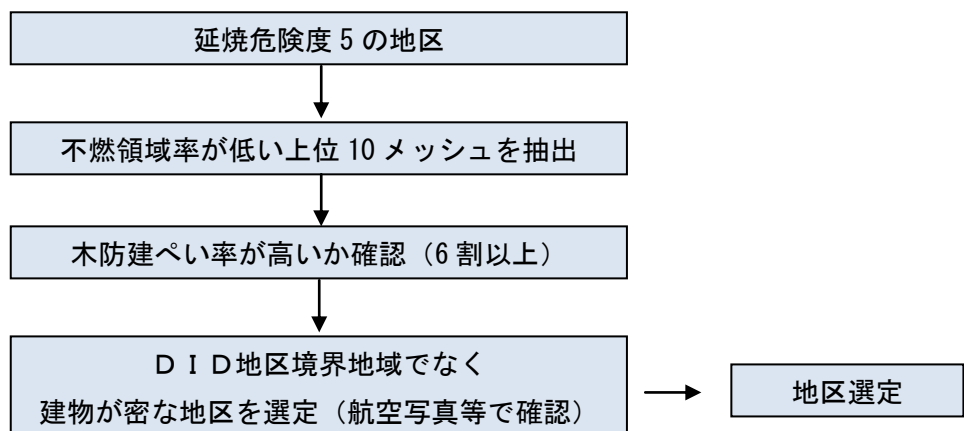 延焼危険度５の地区
不燃領域率が低い上位 10 メッシュを抽出
木防建ぺい率が高いか確認（6 割以上）
ＤＩＤ地区境界地域でなく
建物が密な地区を選定（航空写真等で確認）
地区選定